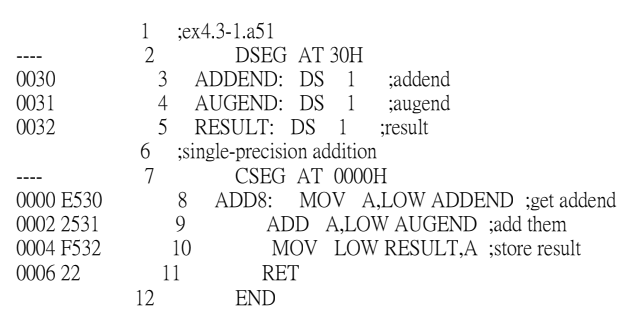 1 ;ex4.3-1.a51
---- 2 DSEG AT 30H
0030 3 ADDEND: DS 1 ;addend
0031 4 AUGEND: DS 1 ;augend
0032 5 RESULT: DS 1 ;result
6 ;single-precision addition
---- 7 CSEG AT 0000H
0000 E530 8 ADD8: MOV A,LOW ADDEND ;get addend
0002 2531 9 ADD A,LOW AUGEND ;add them
0004 F532 10 MOV LOW RESULT,A ;store result
0006 22 11 RET
12 END